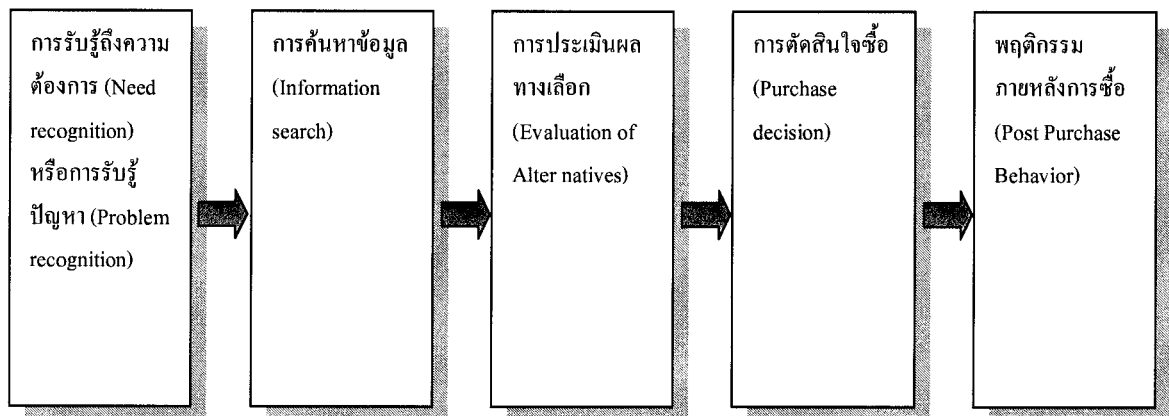 การรับรู้ถึงความ
ต้องการ (Need
recognition)
หรือการรับรู้
ปัญหา (Problem
recognition)
การค้นหาข้อมูล
(Information
search)
การประเมินผล
ทางเลือก
(Evaluation of
Alter natives)
การตัดสินใจซื้อ
(Purchase
decision)
พฤติกรรม
ภายหลังการซื้อ
(Post Purchase
Behavior)